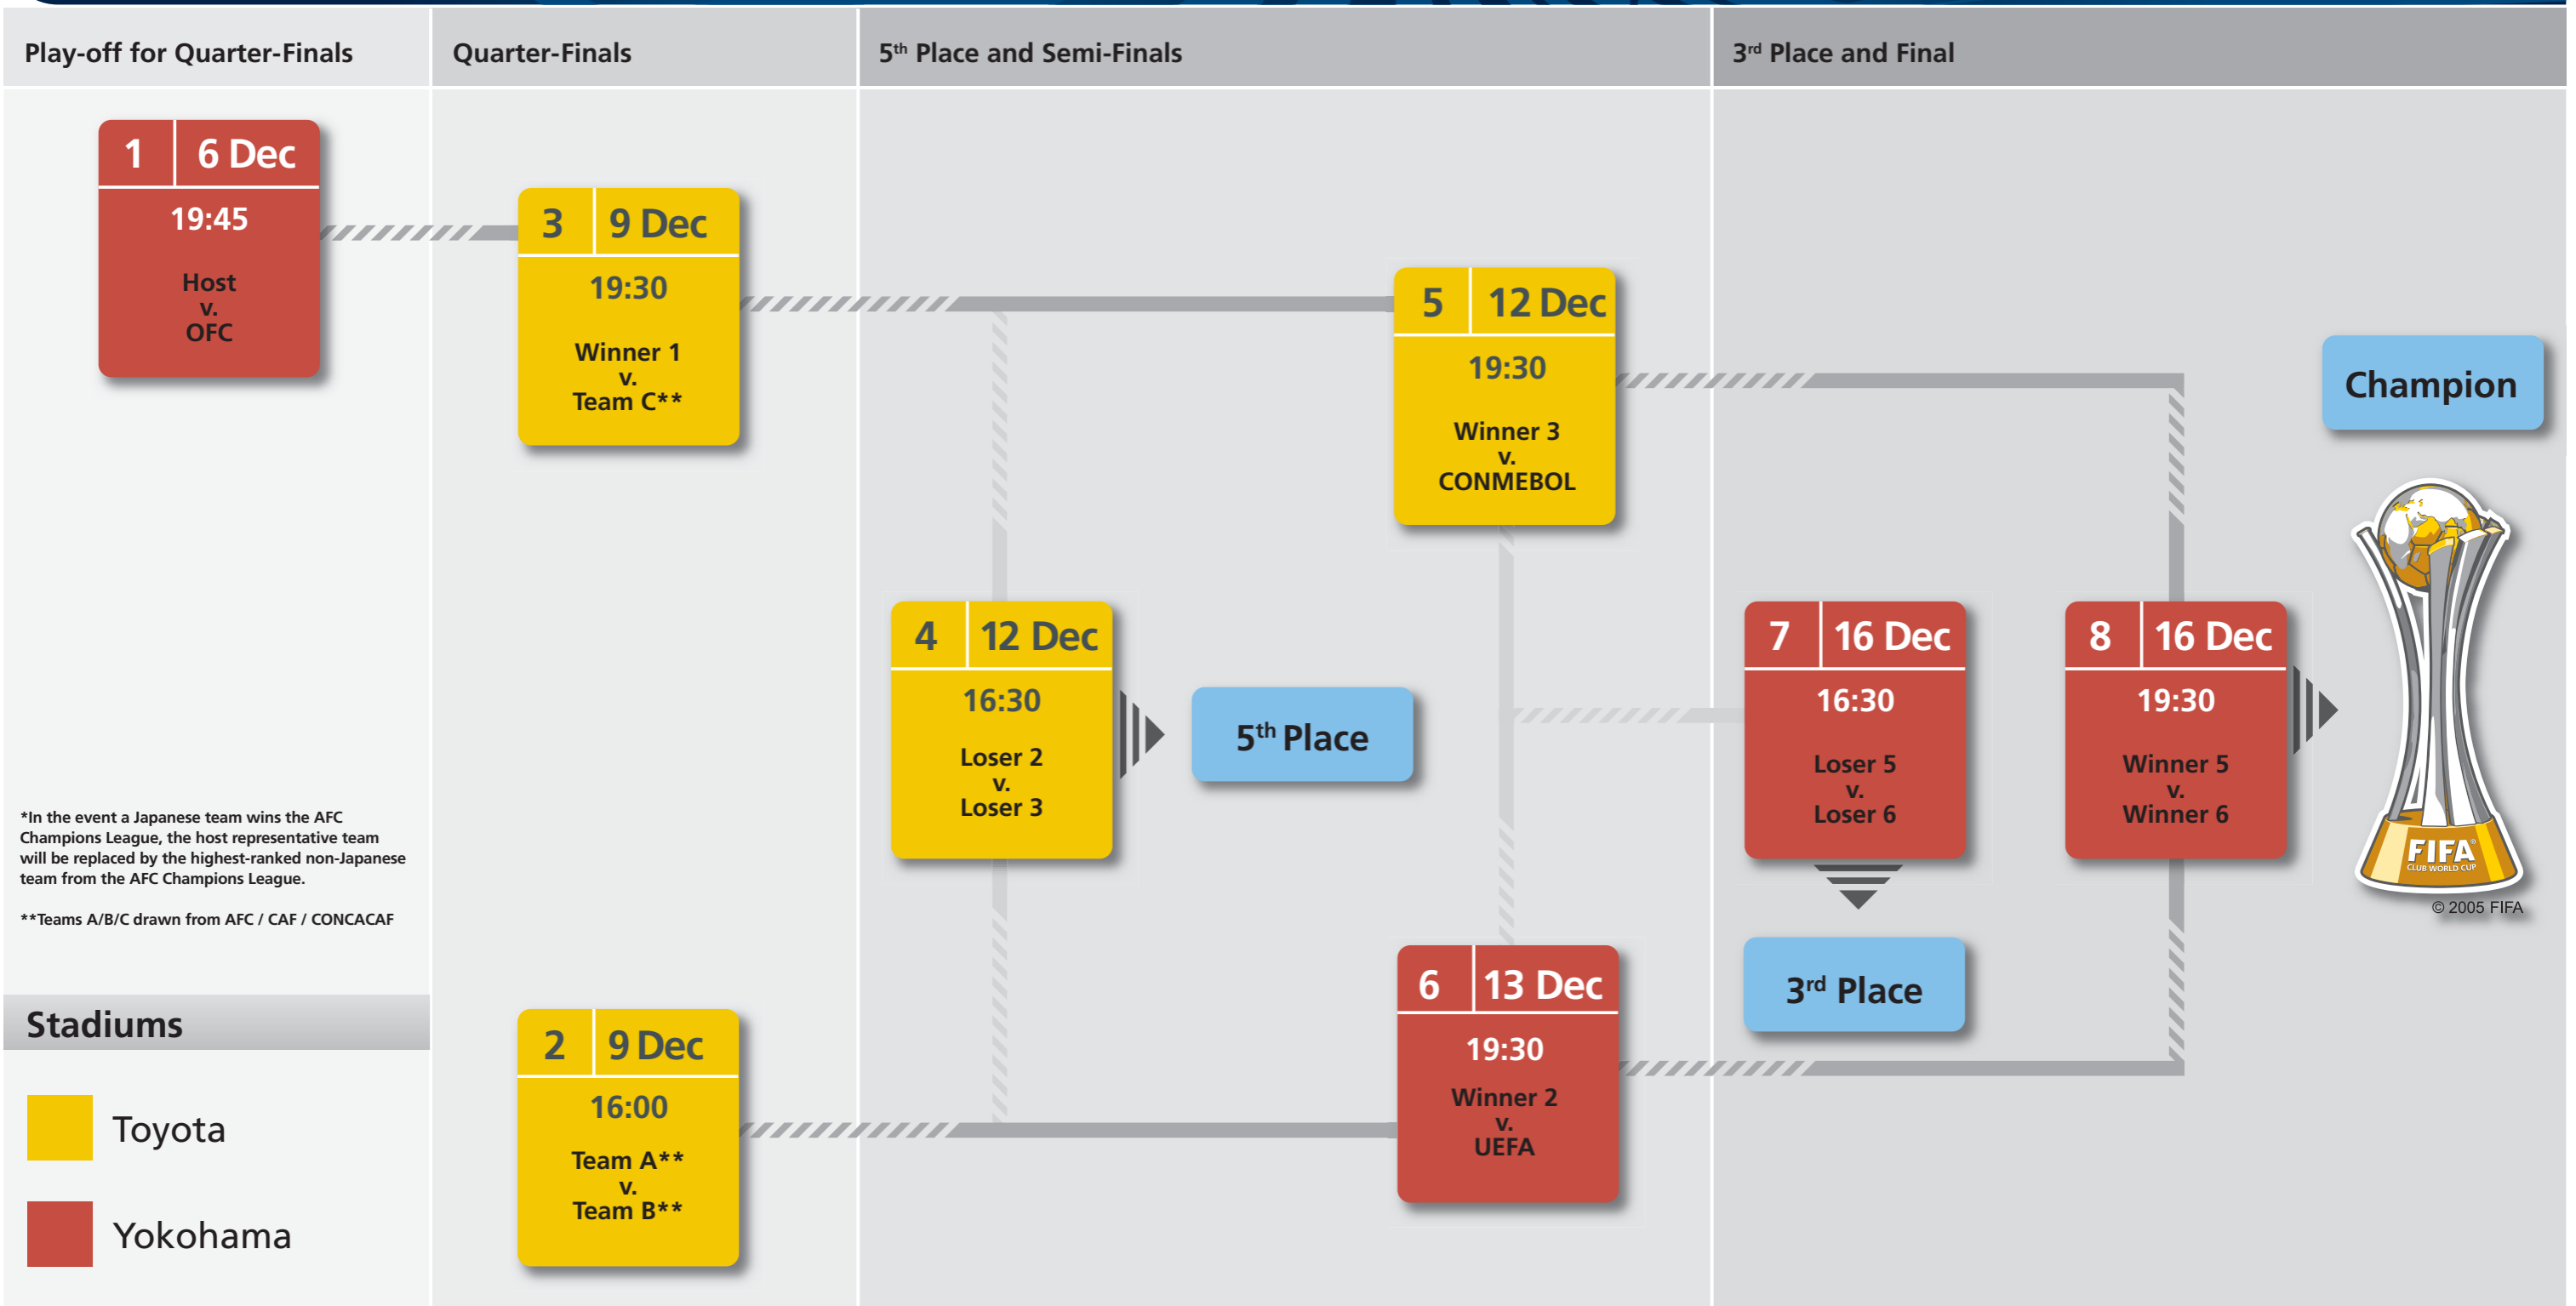 Play-off for Quarter-Finals
Quarter-Finals
5th Place and Semi-Finals
3rd Place and Final
1
6 Dec
19:45
Host
v.
OFC
3
9 Dec
19:30
Winner 1
v.
Team C**
5
12 Dec
19:30
Winner 3
v.
CONMEBOL
Champion
4
12 Dec
16:30
Loser 2
v.
Loser 3
5th Place
7
16 Dec
16:30
Loser 5
v.
Loser 6
8
16 Dec
19:30
Winner 5
v.
Winner 6
FIFA®
CLUB WORLD CUP
© 2005 FIFA
3rd Place
*In the event a Japanese team wins the AFC
Champions League, the host representative team
will be replaced by the highest-ranked non-Japanese
team from the AFC Champions League.
**Teams A/B/C drawn from AFC / CAF / CONCACAF
6
13 Dec
19:30
Winner 2
v.
UEFA
2
9 Dec
16:00
Team A**
v.
Team B**
Stadiums
Toyota
Yokohama